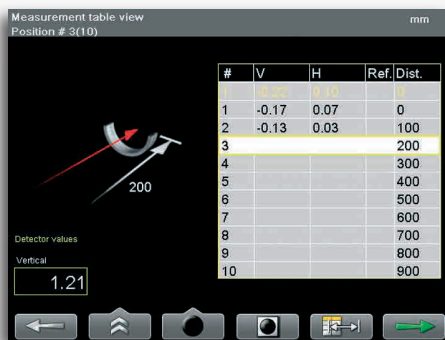 Measurement table view mm
Position # 3(10)
# V H Ref. Dist.
1 -0.17 0.07 0
2 -0.13 0.03 100
3 200
4 300
5 400
6 500
7 600
8 700
9 800
10 900
200
Detector values
Vertical
1.21